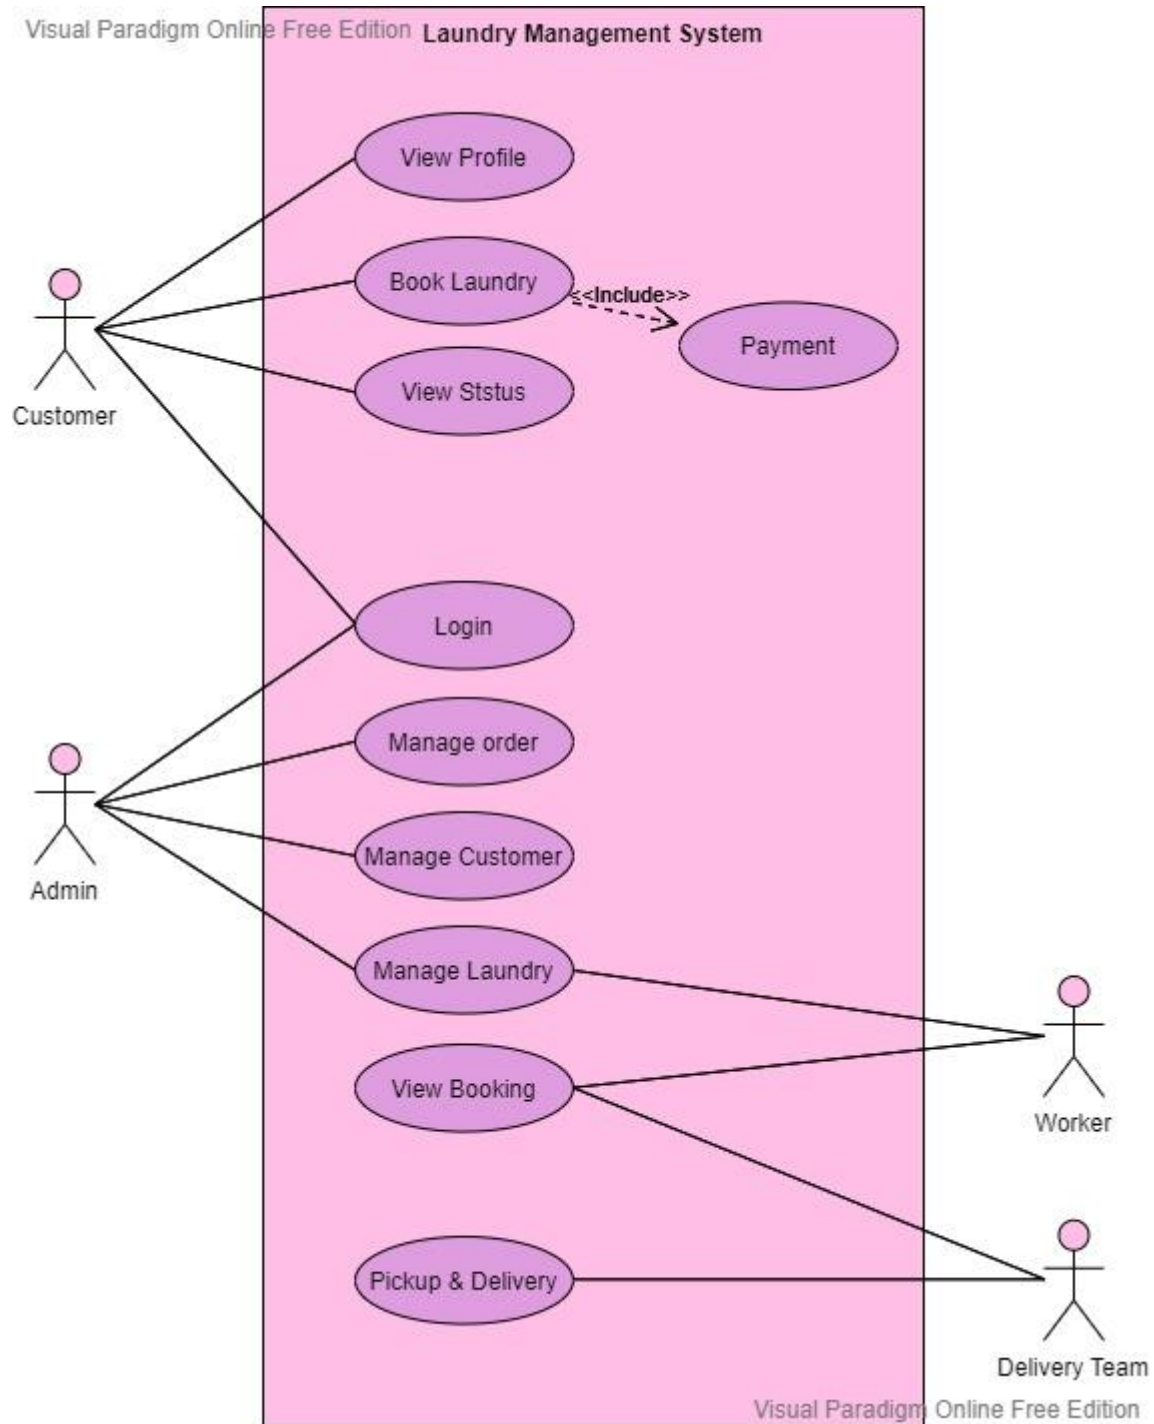 Visual Paradigm Online Free Edition
Laundry Management System
View Profile
Book Laundry
<<Include>>
Payment
View Ststus
Customer
Login
Manage order
Admin
Manage Customer
Manage Laundry
View Booking
Worker
Pickup & Delivery
Delivery Team
Visual Paradigm Online Free Edition